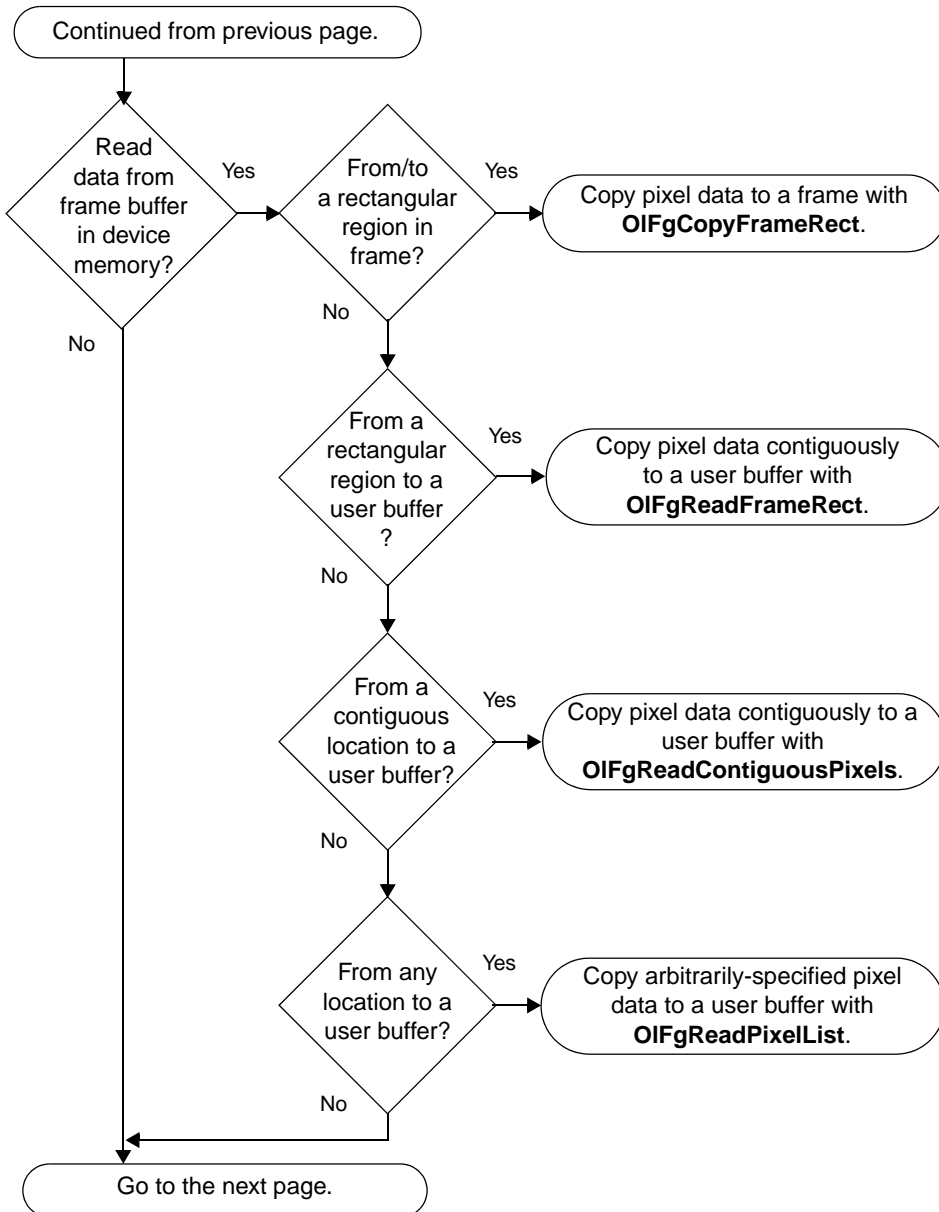 Continued from previous page.
Read
data from
frame buffer
in device
memory?
Yes
No
From/to
a rectangular
region in
frame?
Yes
No
Copy pixel data to a frame with
OlFgCopyFrameRect.
From a
rectangular
region to a
user buffer
?
Yes
No
Copy pixel data contiguously
to a user buffer with
OlFgReadFrameRect.
From a
contiguous
location to a
user buffer?
Yes
No
Copy pixel data contiguously to a
user buffer with
OlFgReadContiguousPixels.
From any
location to a
user buffer?
Yes
No
Copy arbitrarily-specified pixel
data to a user buffer with
OlFgReadPixelList.
Go to the next page.